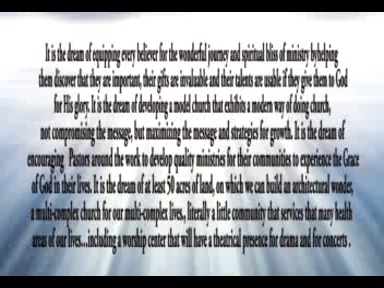 It is the dream of equipping every believer for the wonderful journey and spiritual bliss of ministry byhelping
them discover that they are important, their gifts are invaluable and their talents are usable if they give them to God
for His glory. It is the dream of developing a model church that exhibits a modern way of doing church,
not compromising the message, but maximizing the message and strategies for growth. It is the dream of
encouraging Pastors around the work to develop quality ministries for their communities to experience the Grace
of God in their lives. It is the dream of at least 50 acres of land, on which we can build an architectural wonder,
a multi-complex church for our multi-complex lives, literally a little community that services that many health
areas of our lives...including a worship center that will have a theatrical presence for drama and for concerts .